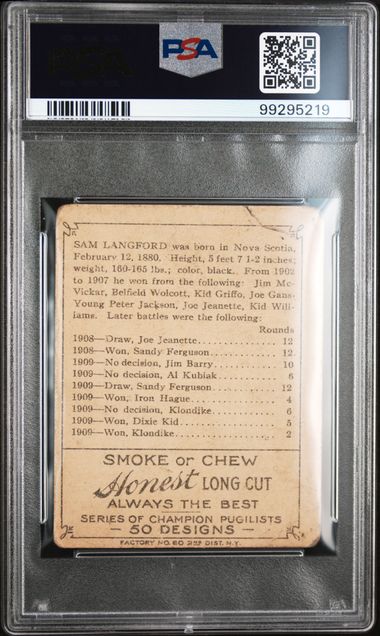 PSA
99295219
SAM LANGFORD was born in Nova Scotia,
February 12, 1880. Height, 5 feet 7 1-2 inches;
weight, 160-165 lbs.; color, black. From 1902
to 1907 he won from the following: Jim Mc-
Vickar, Belfield Wolcott, Kid Griffo, Joe Gans
Young Peter Jackson, Joe Jeanette, Kid Will-
iams. Later battles were the following:
Rounds
1908—Draw, Joe Jeanette............ 12
1908—Won, Sandy Ferguson............ 12
1909—No decision, Jim Barry............ 10
1909—No decision, Al Kubiak............ 6
1909—Draw, Sandy Ferguson............ 12
1909—Won, Iron Hague............ 4
1909—No decision, Klondike............ 6
1909—Won, Dixie Kid............ 5
1909—Won, Klondike............ 2
SMOKE or CHEW
Honest LONG CUT
ALWAYS THE BEST
SERIES OF CHAMPION PUGILISTS
— 50 DESIGNS —
FACTORY NO. 60 2ND DIST. N.Y.